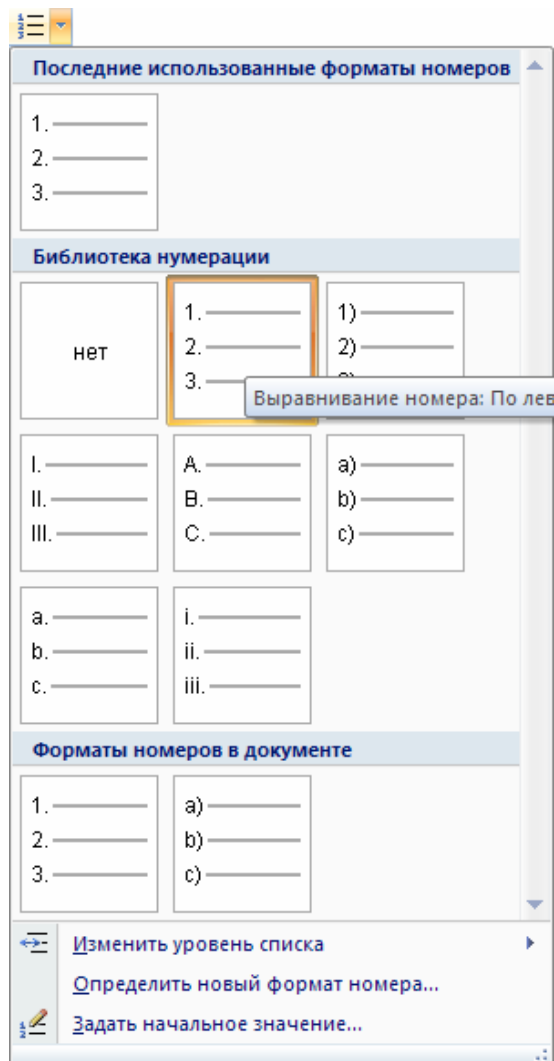 Последние использованные форматы номеров
1.
2.
3.
Библиотека нумерации
нет
1.
2.
3.
1)
2)
Выравнивание номера: По лев
I.
II.
III.
A.
B.
C.
a)
b)
c)
a.
b.
c.
i.
ii.
iii.
Форматы номеров в документе
1.
2.
3.
a)
b)
c)
Изменить уровень списка
Определить новый формат номера...
Задать начальное значение...